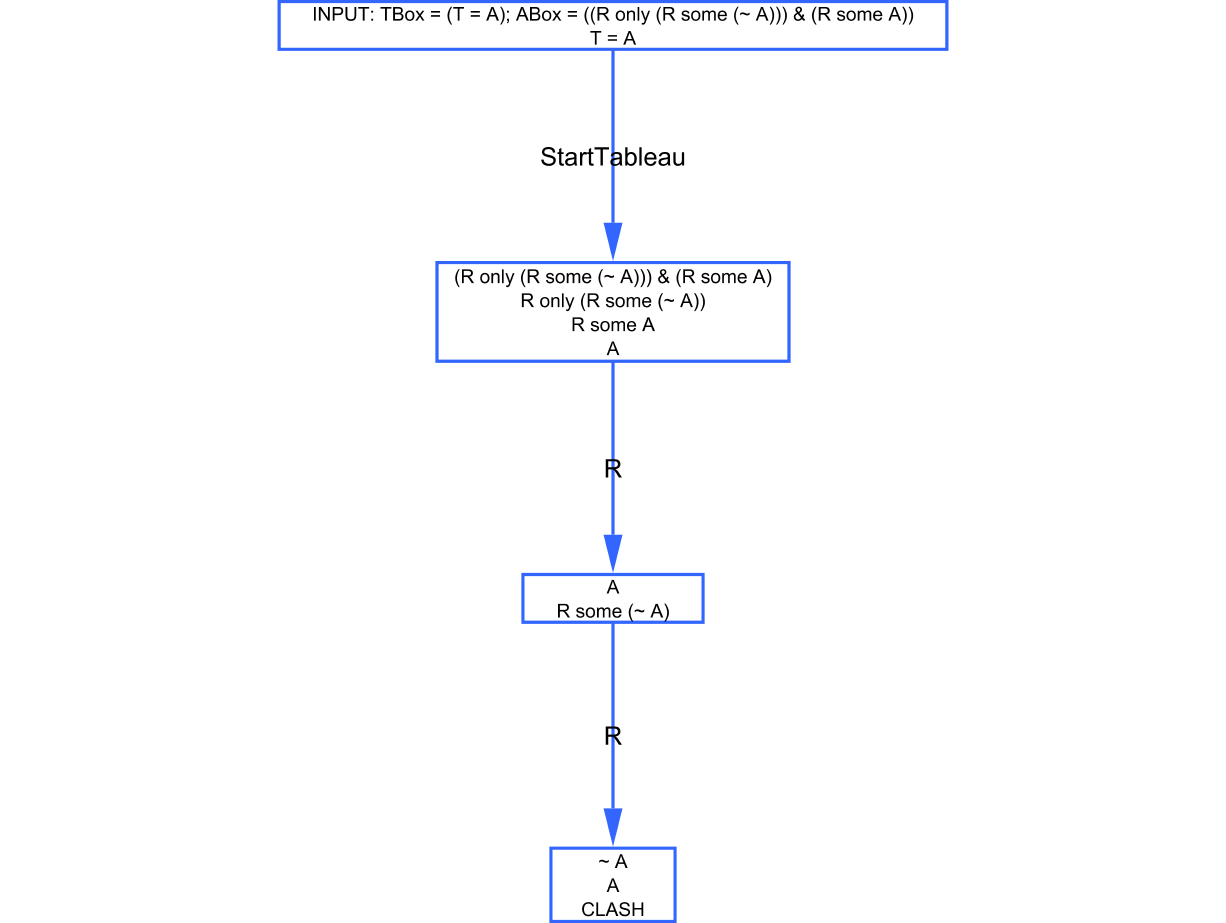 INPUT: TBox = (T = A); ABox = ((R only (R some (~ A))) & (R some A))
T = A
StartTableau
(R only (R some (~ A))) & (R some A)
R only (R some (~ A))
R some A
A
R
A
R some (~ A)
R
~ A
A
CLASH